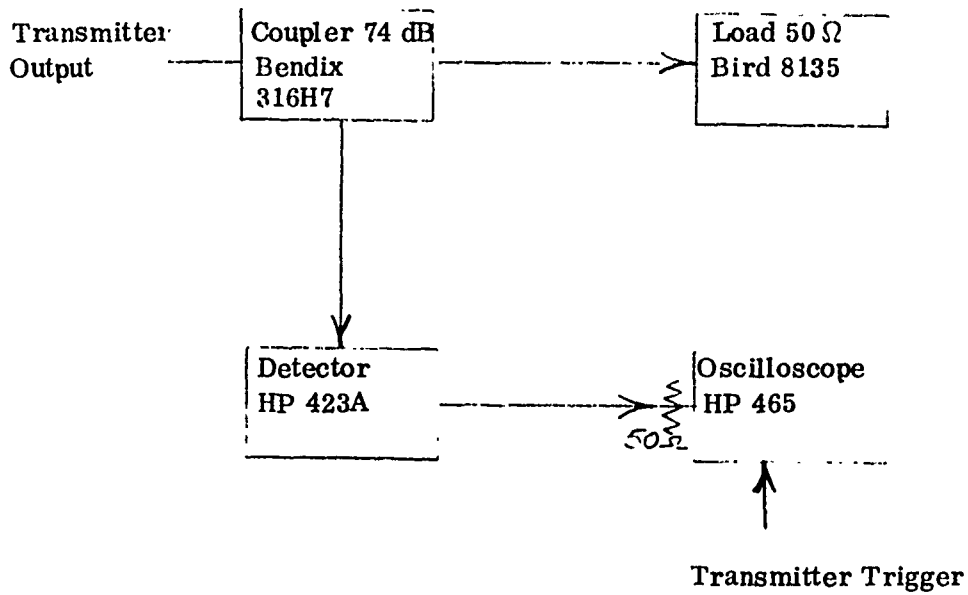 Transmitter
Output
Coupler 74 dB
Bendix
316H7
Load 50 Ω
Bird 8135
Detector
HP 423A
50Ω
Oscilloscope
HP 465
Transmitter Trigger